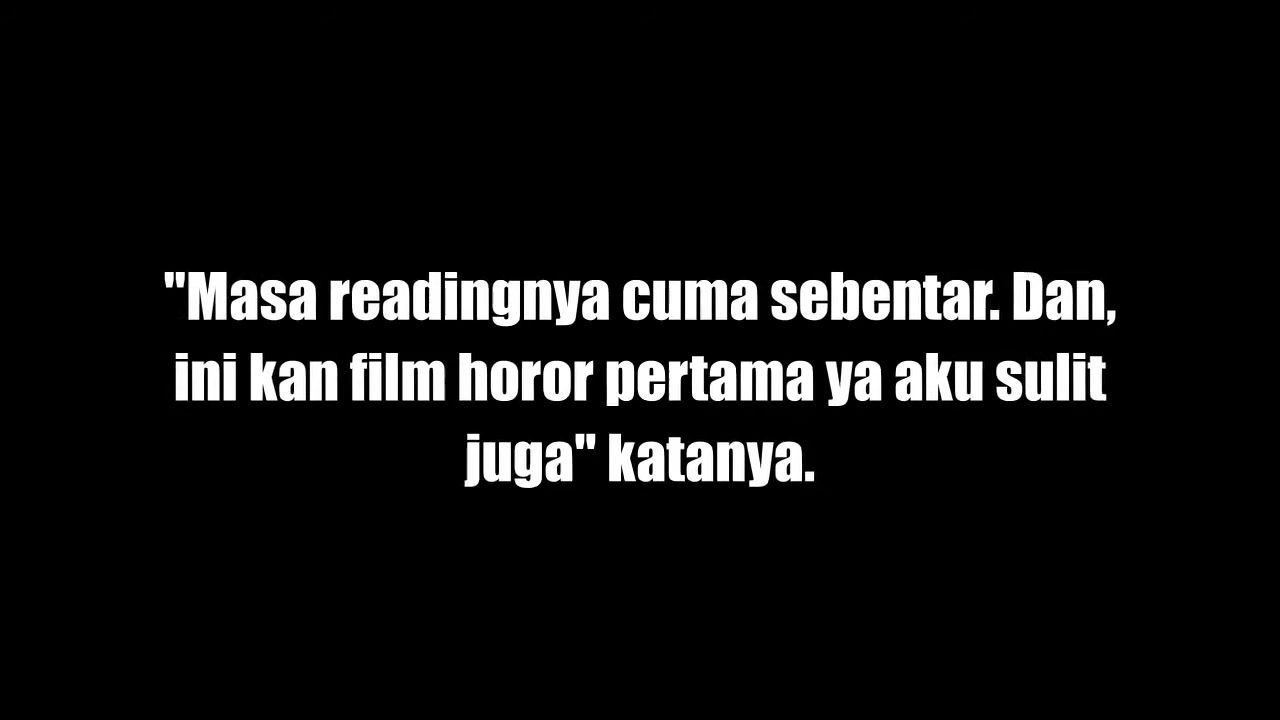 "Masa readingnya cuma sebentar. Dan,
ini kan film horor pertama ya aku sulit
juga" katanya.